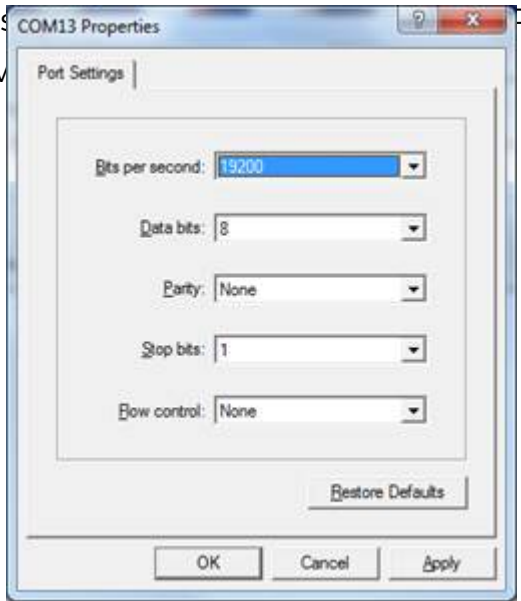 COM13 Properties
Port Settings
Bits per second: 19200
Data bits: 8
Parity: None
Stop bits: 1
Flow control: None
Restore Defaults
OK Cancel Apply